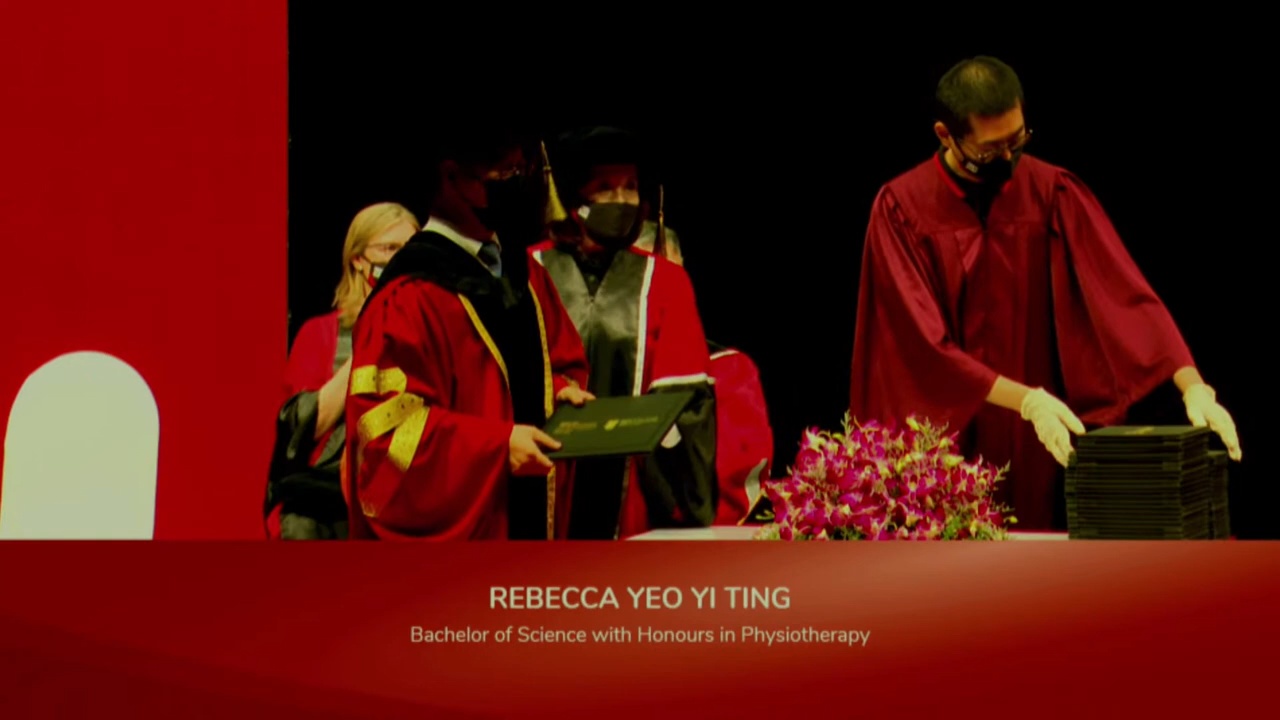 REBECCA YEO YI TING
Bachelor of Science with Honours in Physiotherapy